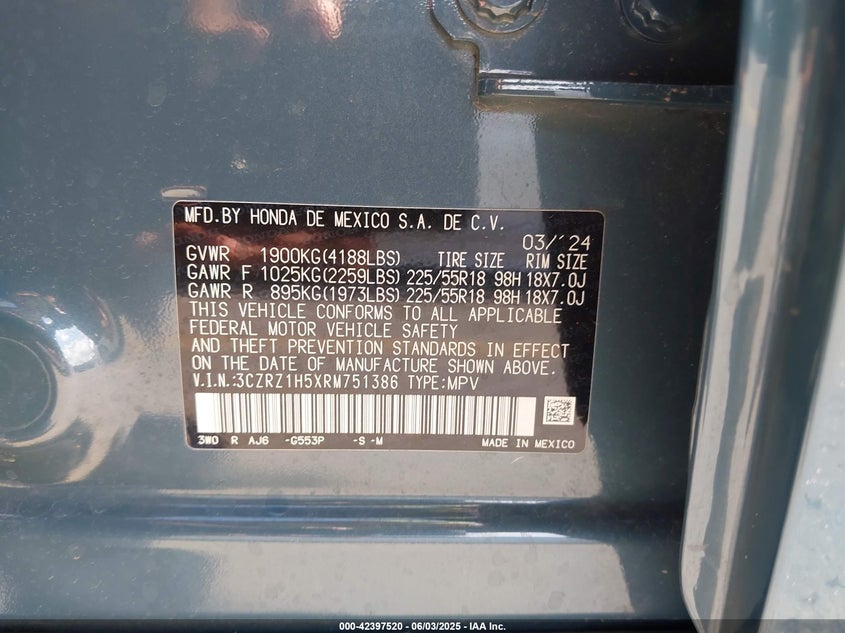 MFD.BY HONDA DE MEXICO S.A. DE C.V.
03/'24
GVWR 1900KG(4188LBS) TIRE SIZE RIM SIZE
GAWR F 1025KG(2259LBS) 225/55R18 98H 18X7.0J
GAWR R 895KG(1973LBS) 225/55R18 98H 18X7.0J
THIS VEHICLE CONFORMS TO ALL APPLICABLE
FEDERAL MOTOR VEHICLE SAFETY
AND THEFT PREVENTION STANDARDS IN EFFECT
ON THE DATE OF MANUFACTURE SHOWN ABOVE.
V.I.N.:3CZRZ1H5XRM751386 TYPE:MPV
3W0 R AJ6 -G553P -S -M MADE IN MEXICO
000-42397520 - 06/03/2025 - IAA Inc.